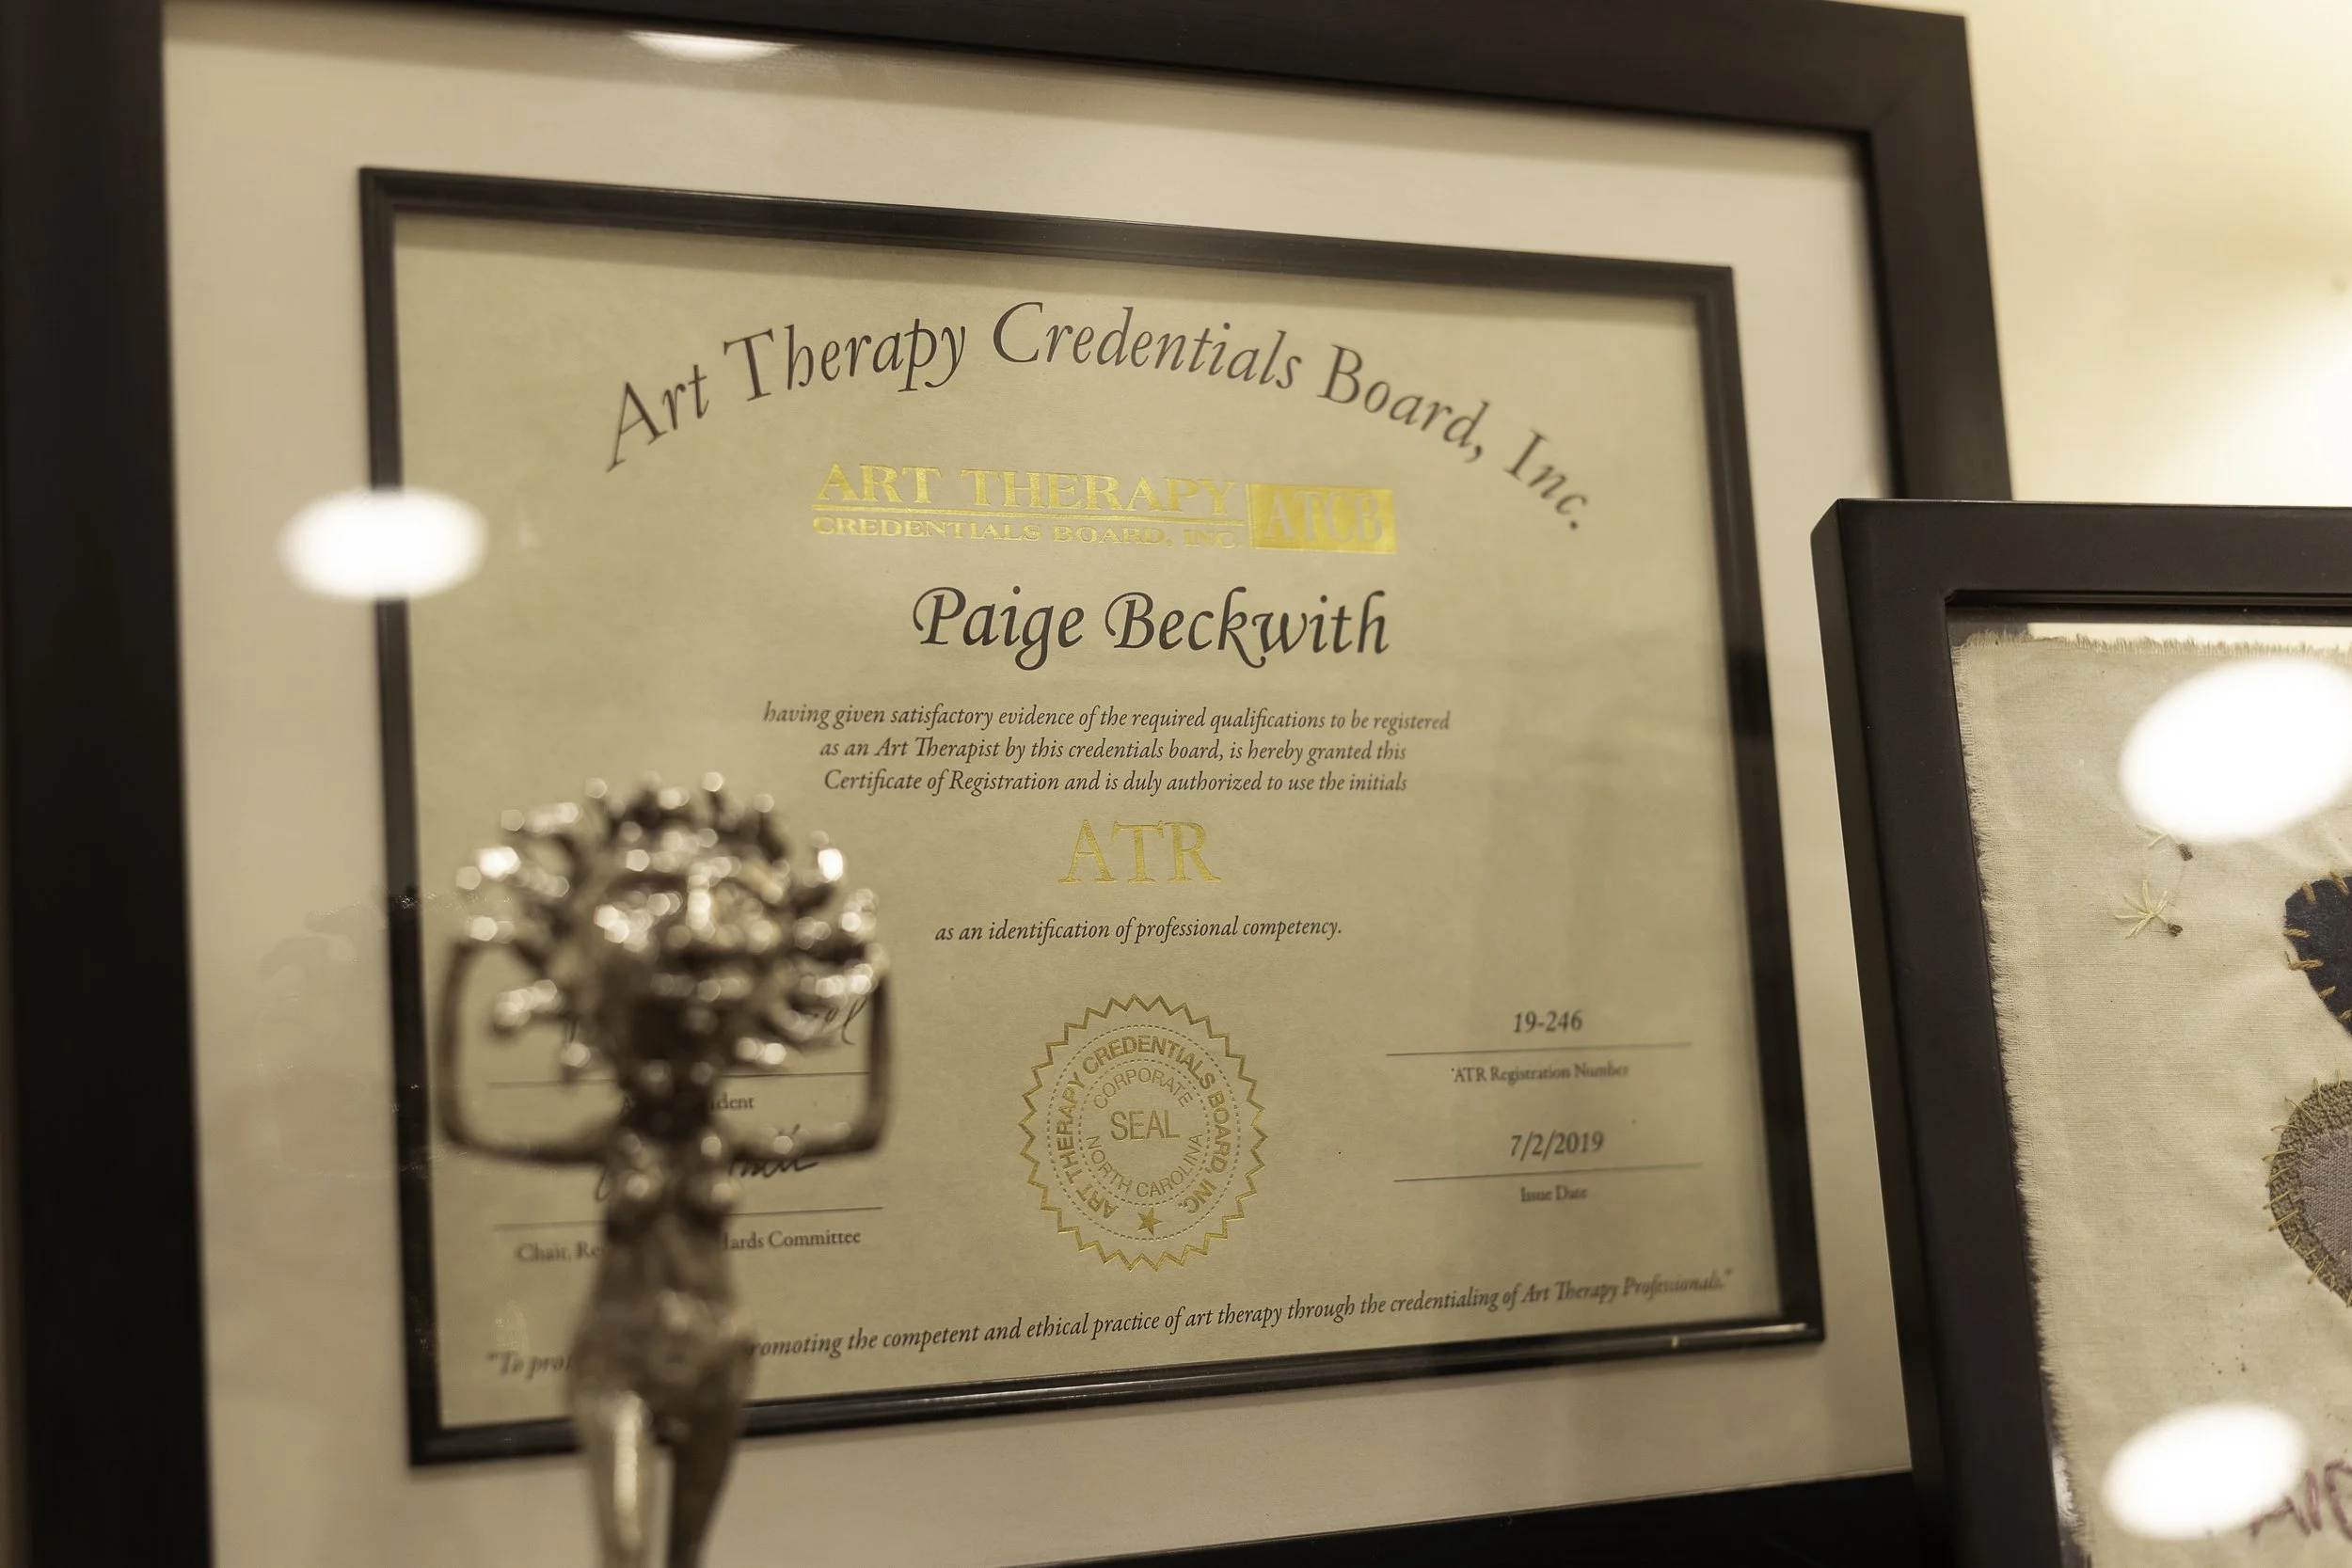 Art Therapy Credentials Board, Inc.
ART THERAPY
CREDENTIALS BOARD, INC.
ATCB
Paige Beckwith
having given satisfactory evidence of the required qualifications to be registered
as an Art Therapist by this credentials board, is hereby granted this
Certificate of Registration and is duly authorized to use the initials
ATR
as an identification of professional competency.
Chair, Committee
ART THERAPY CREDENTIALS BOARD, INC.
CORPORATE
SEAL
NORTH CAROLINA
19-246
ATR Registration Number
7/2/2019
Issue Date
"To the competent and ethical practice of art therapy through the credentialing of Art Therapy Professionals."